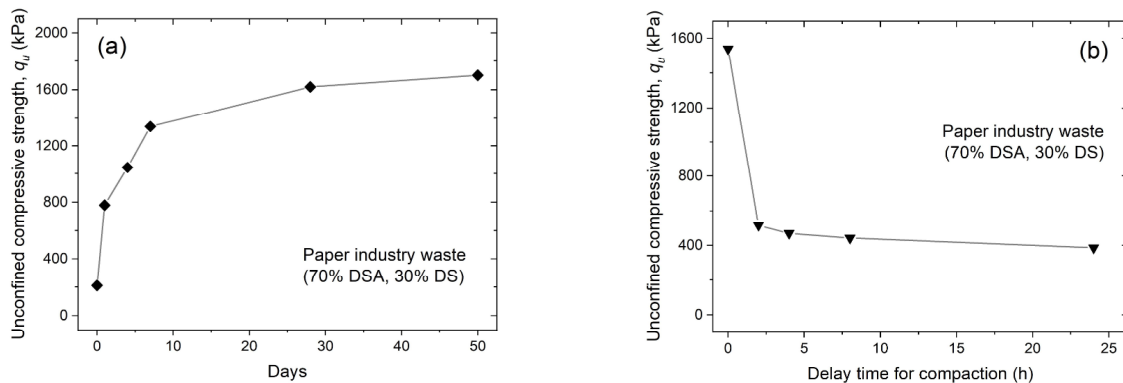 (a)
Unconfined compressive strength, qu (kPa)
2000
1600
1200
800
400
200
0
Paper industry waste
(70% DSA, 30% DS)
0
10
20
30
40
50
Days
(b)
Unconfined compressive strength, qu (kPa)
1600
1200
800
400
200
0
Paper industry waste
(70% DSA, 30% DS)
0
5
10
15
20
25
Delay time for compaction (h)